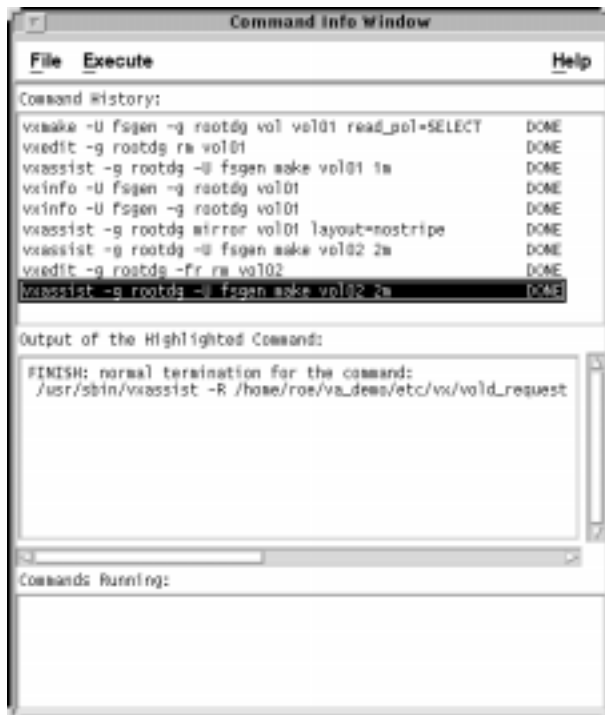 Command Info Window
File Execute Help
Command History:
vxmake -U fsgen -g rootdg vol vol01 read_pol=SELECT DONE
vxedit -g rootdg rm vol01 DONE
vxassist -g rootdg -U fsgen make vol01 1m DONE
vxinfo -U fsgen -g rootdg vol01 DONE
vxinfo -U fsgen -g rootdg vol01 DONE
vxassist -g rootdg mirror vol01 layout=nostripe DONE
vxassist -g rootdg -U fsgen make vol02 2m DONE
vxedit -g rootdg -fr rm vol02 DONE
vxassist -g rootdg -U fsgen make vol02 2m DONE
Output of the Highlighted Command:
FINISH: normal termination for the command:
/usr/sbin/vxassist -R /home/roe/va_demo/etc/vx/vold_request
Commands Running: